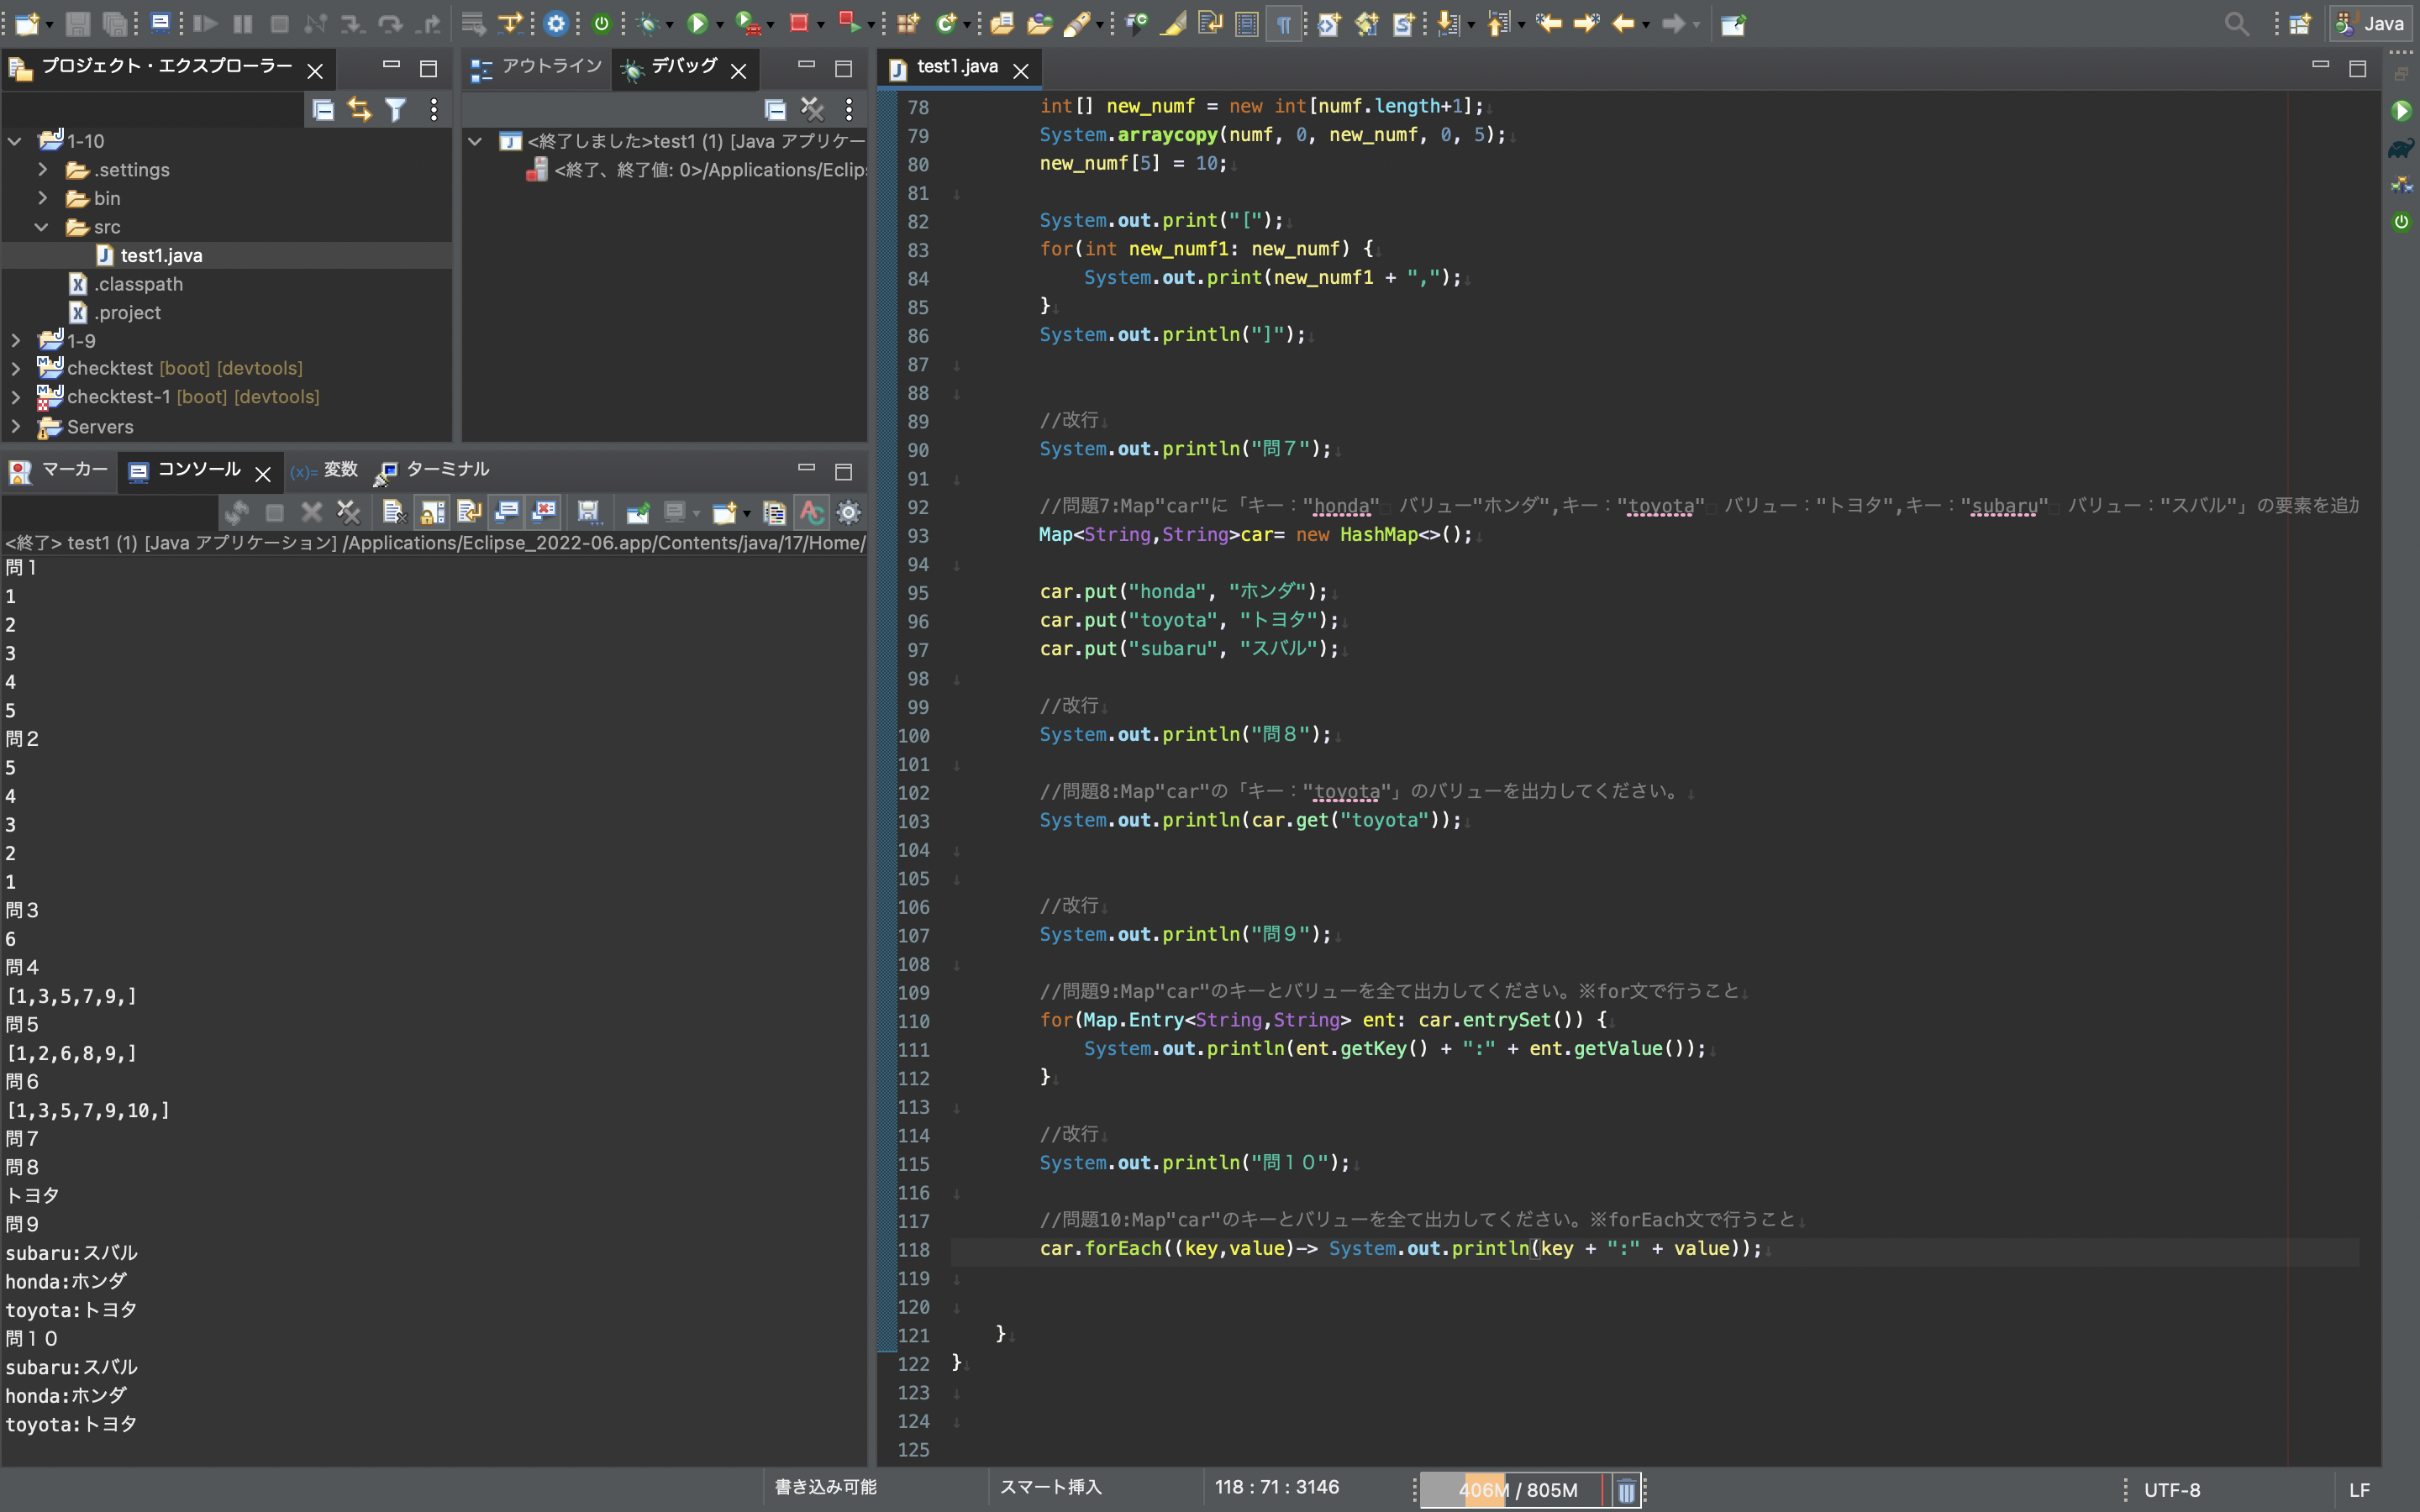 Java
プロジェクト・エクスプローラー
1-10
.settings
bin
src
test1.java
.classpath
.project
1-9
checktest [boot] [devtools]
checktest-1 [boot] [devtools]
Servers
アウトライン デバッグ
<終了しました>test1 (1) [Java アプリケー
<終了、終了値: 0>/Applications/Eclip
マーカー コンソール (x)= 変数 ターミナル
<終了> test1 (1) [Java アプリケーション] /Applications/Eclipse_2022-06.app/Contents/java/17/Home/
問１
1
2
3
4
5
問２
5
4
3
2
1
問３
6
問４
[1,3,5,7,9,]
問５
[1,2,6,8,9,]
問６
[1,3,5,7,9,10,]
問７
問８
トヨタ
問９
subaru:スバル
honda:ホンダ
toyota:トヨタ
問１０
subaru:スバル
honda:ホンダ
toyota:トヨタ
test1.java
78 int[] new_numf = new int[numf.length+1];
79 System.arraycopy(numf, 0, new_numf, 0, 5);
80 new_numf[5] = 10;
81
82 System.out.print("[");
83 for(int new_numf1: new_numf) {
84 System.out.print(new_numf1 + ",");
85 }
86 System.out.println("]");
87
88
89 //改行
90 System.out.println("問７");
91
92 //問題7:Map"car"に「キー："honda"　バリュー"ホンダ",キー："toyota"　バリュー："トヨタ",キー："subaru"　バリュー："スバル"」の要素を追加
93 Map<String,String>car= new HashMap<>();
94
95 car.put("honda", "ホンダ");
96 car.put("toyota", "トヨタ");
97 car.put("subaru", "スバル");
98
99 //改行
100 System.out.println("問８");
101
102 //問題8:Map"car"の「キー："toyota"」のバリューを出力してください。
103 System.out.println(car.get("toyota"));
104
105
106 //改行
107 System.out.println("問９");
108
109 //問題9:Map"car"のキーとバリューを全て出力してください。※for文で行うこと
110 for(Map.Entry<String,String> ent: car.entrySet()) {
111 System.out.println(ent.getKey() + ":" + ent.getValue());
112 }
113
114 //改行
115 System.out.println("問１０");
116
117 //問題10:Map"car"のキーとバリューを全て出力してください。※forEach文で行うこと
118 car.forEach((key,value)-> System.out.println(key + ":" + value));
119
120
121 }
122 }
123
124
125
書き込み可能 スマート挿入 118 : 71 : 3146 406M / 805M UTF-8 LF